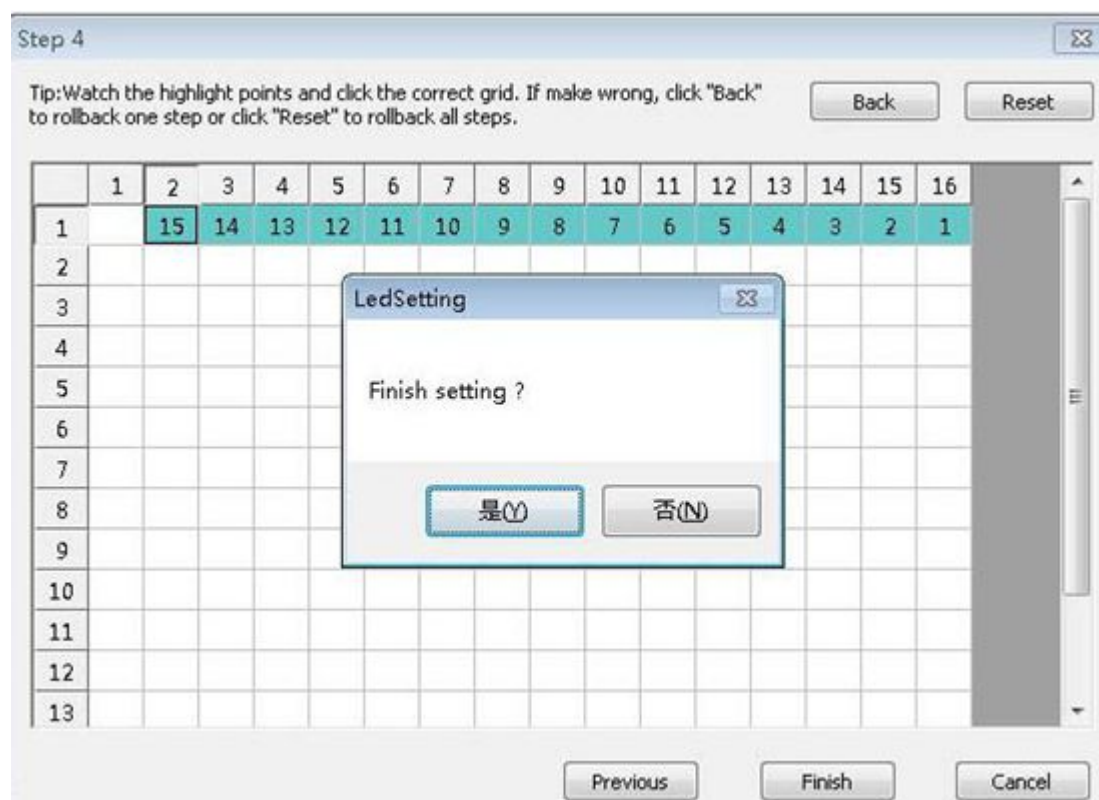 Step 4
Tip:Watch the highlight points and click the correct grid. If make wrong, click "Back"
to rollback one step or click "Reset" to rollback all steps.
Back
Reset
1 2 3 4 5 6 7 8 9 10 11 12 13 14 15 16
1 15 14 13 12 11 10 9 8 7 6 5 4 3 2 1
2
3
4
5
6
7
8
9
10
11
12
13
LedSetting
Finish setting ?
是(Y) 否(N)
Previous
Finish
Cancel